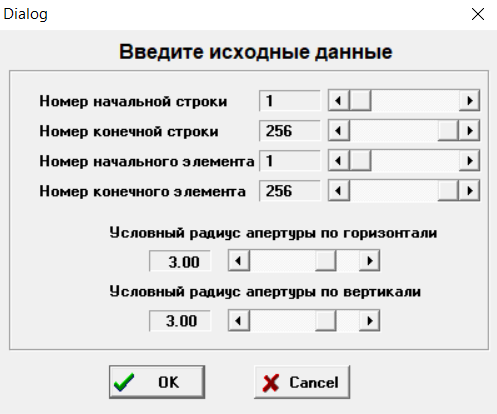 Dialog
Введите исходные данные
Номер начальной строки 1
Номер конечной строки 256
Номер начального элемента 1
Номер конечного элемента 256
Условный радиус апертуры по горизонтали
3.00
Условный радиус апертуры по вертикали
3.00
OK Cancel